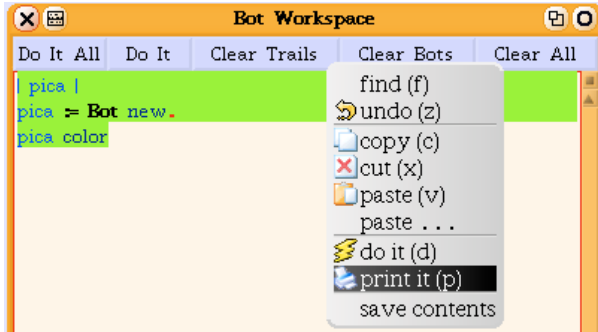 Bot Workspace
Do It All Do It Clear Trails Clear Bots Clear All
| pica |
pica := Bot new.
pica color
find (f)
undo (z)
copy (c)
cut (x)
paste (v)
paste . . .
do it (d)
print it (p)
save contents